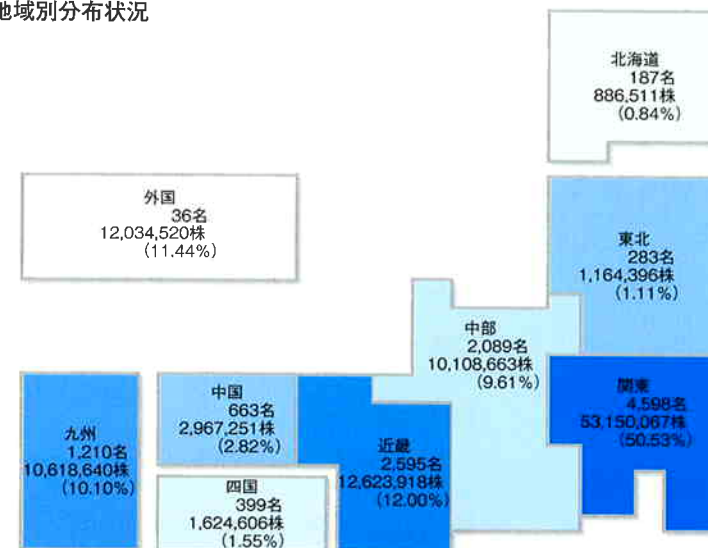 地域別分布状況
北海道
187名
886,511株
(0.84%)
外国
36名
12,034,520株
(11.44%)
東北
283名
1,164,396株
(1.11%)
中部
2,089名
10,108,663株
(9.61%)
関東
4,598名
53,150,067株
(50.53%)
中国
663名
2,967,251株
(2.82%)
近畿
2,595名
12,623,918株
(12.00%)
九州
1,210名
10,618,640株
(10.10%)
四国
399名
1,624,606株
(1.55%)